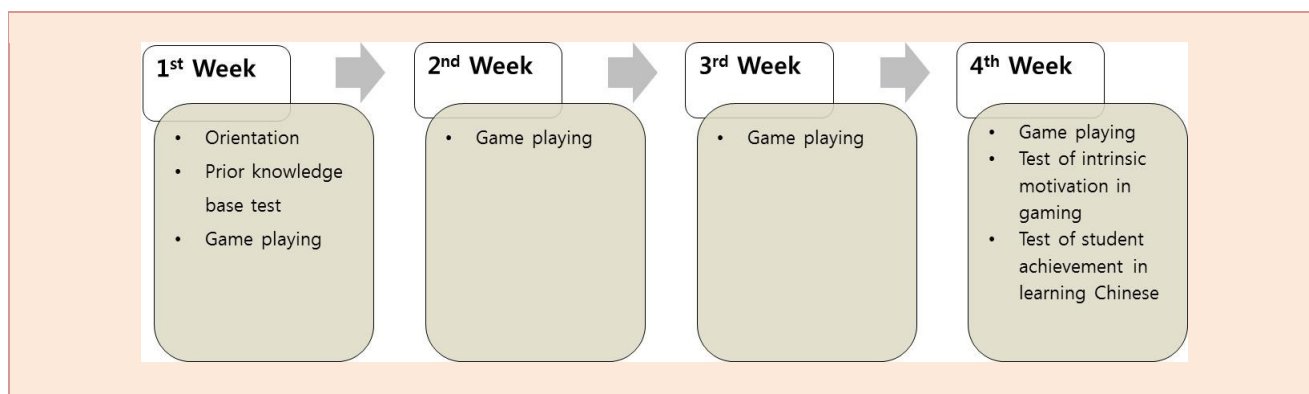 1st Week
• Orientation
• Prior knowledge
base test
• Game playing
2nd Week
• Game playing
3rd Week
• Game playing
4th Week
• Game playing
• Test of intrinsic
motivation in
gaming
• Test of student
achievement in
learning Chinese